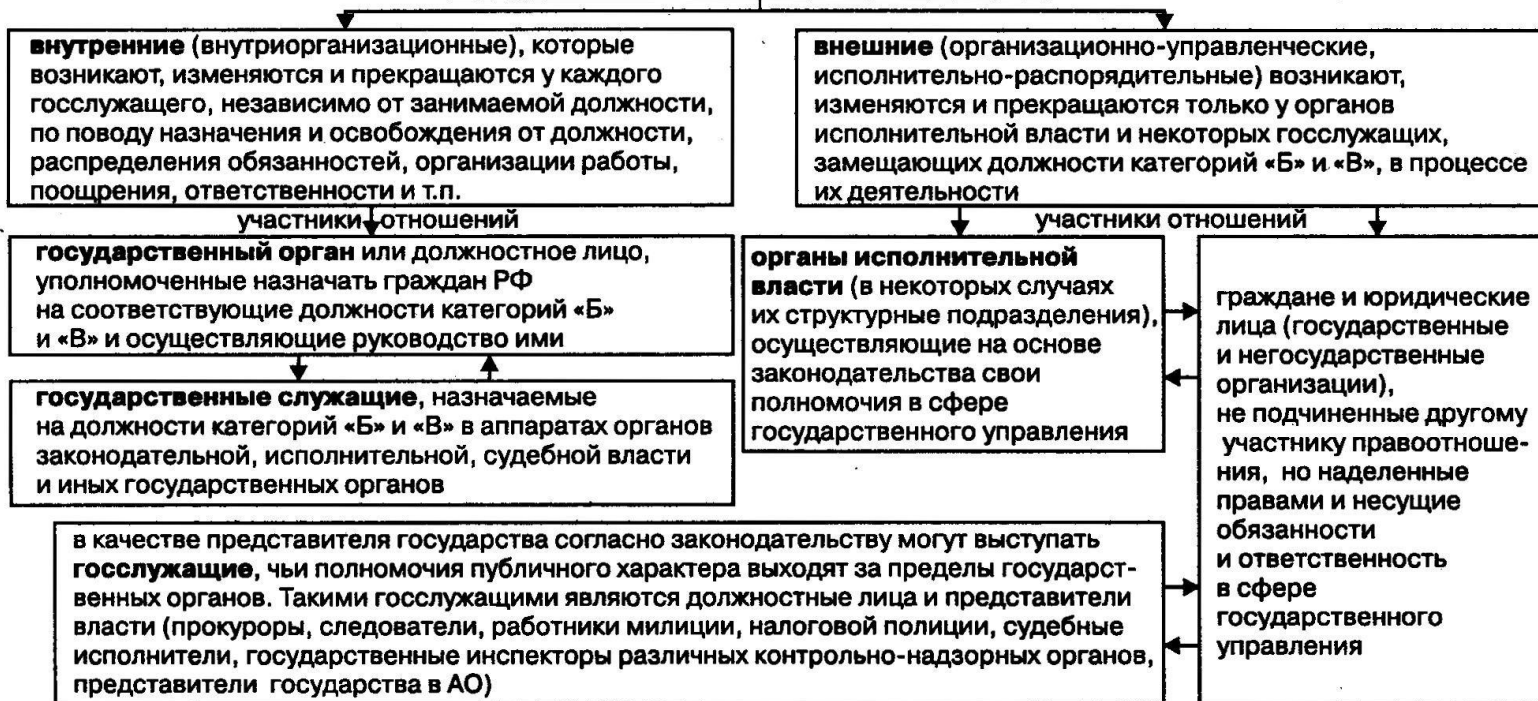 внутренние (внутриорганизационные), которые
возникают, изменяются и прекращаются у каждого
госслужащего, независимо от занимаемой должности,
по поводу назначения и освобождения от должности,
распределения обязанностей, организации работы,
поощрения, ответственности и т.п.
участники отношений
государственный орган или должностное лицо,
уполномоченные назначать граждан РФ
на соответствующие должности категорий «Б»
и «В» и осуществляющие руководство ими
государственные служащие, назначаемые
на должности категорий «Б» и «В» в аппаратах органов
законодательной, исполнительной, судебной власти
и иных государственных органов
внешние (организационно-управленческие,
исполнительно-распорядительные) возникают,
изменяются и прекращаются только у органов
исполнительной власти и некоторых госслужащих,
замещающих должности категорий «Б» и «В», в процессе
их деятельности
участники отношений
органы исполнительной
власти (в некоторых случаях
их структурные подразделения),
осуществляющие на основе
законодательства свои
полномочия в сфере
государственного управления
граждане и юридические
лица (государственные
и негосударственные
организации),
не подчиненные другому
участнику правоотноше-
ния, но наделенные
правами и несущие
обязанности
и ответственность
в сфере
государственного
управления
в качестве представителя государства согласно законодательству могут выступать
госслужащие, чьи полномочия публичного характера выходят за пределы государст-
венных органов. Такими госслужащими являются должностные лица и представители
власти (прокуроры, следователи, работники милиции, налоговой полиции, судебные
исполнители, государственные инспекторы различных контрольно-надзорных органов,
представители государства в АО)